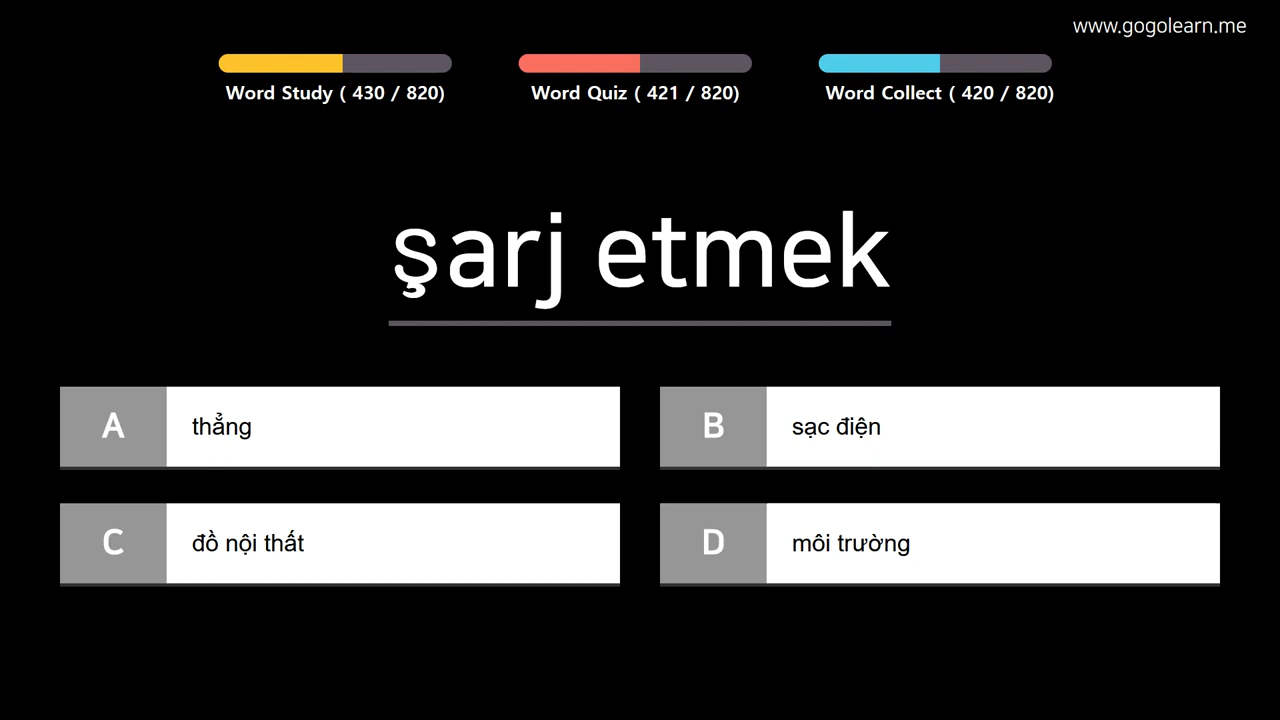 www.gogolearn.me
Word Study ( 430 / 820)
Word Quiz ( 421 / 820)
Word Collect ( 420 / 820)
şarj etmek
A thẳng
B sạc điện
C đồ nội thất
D môi trường